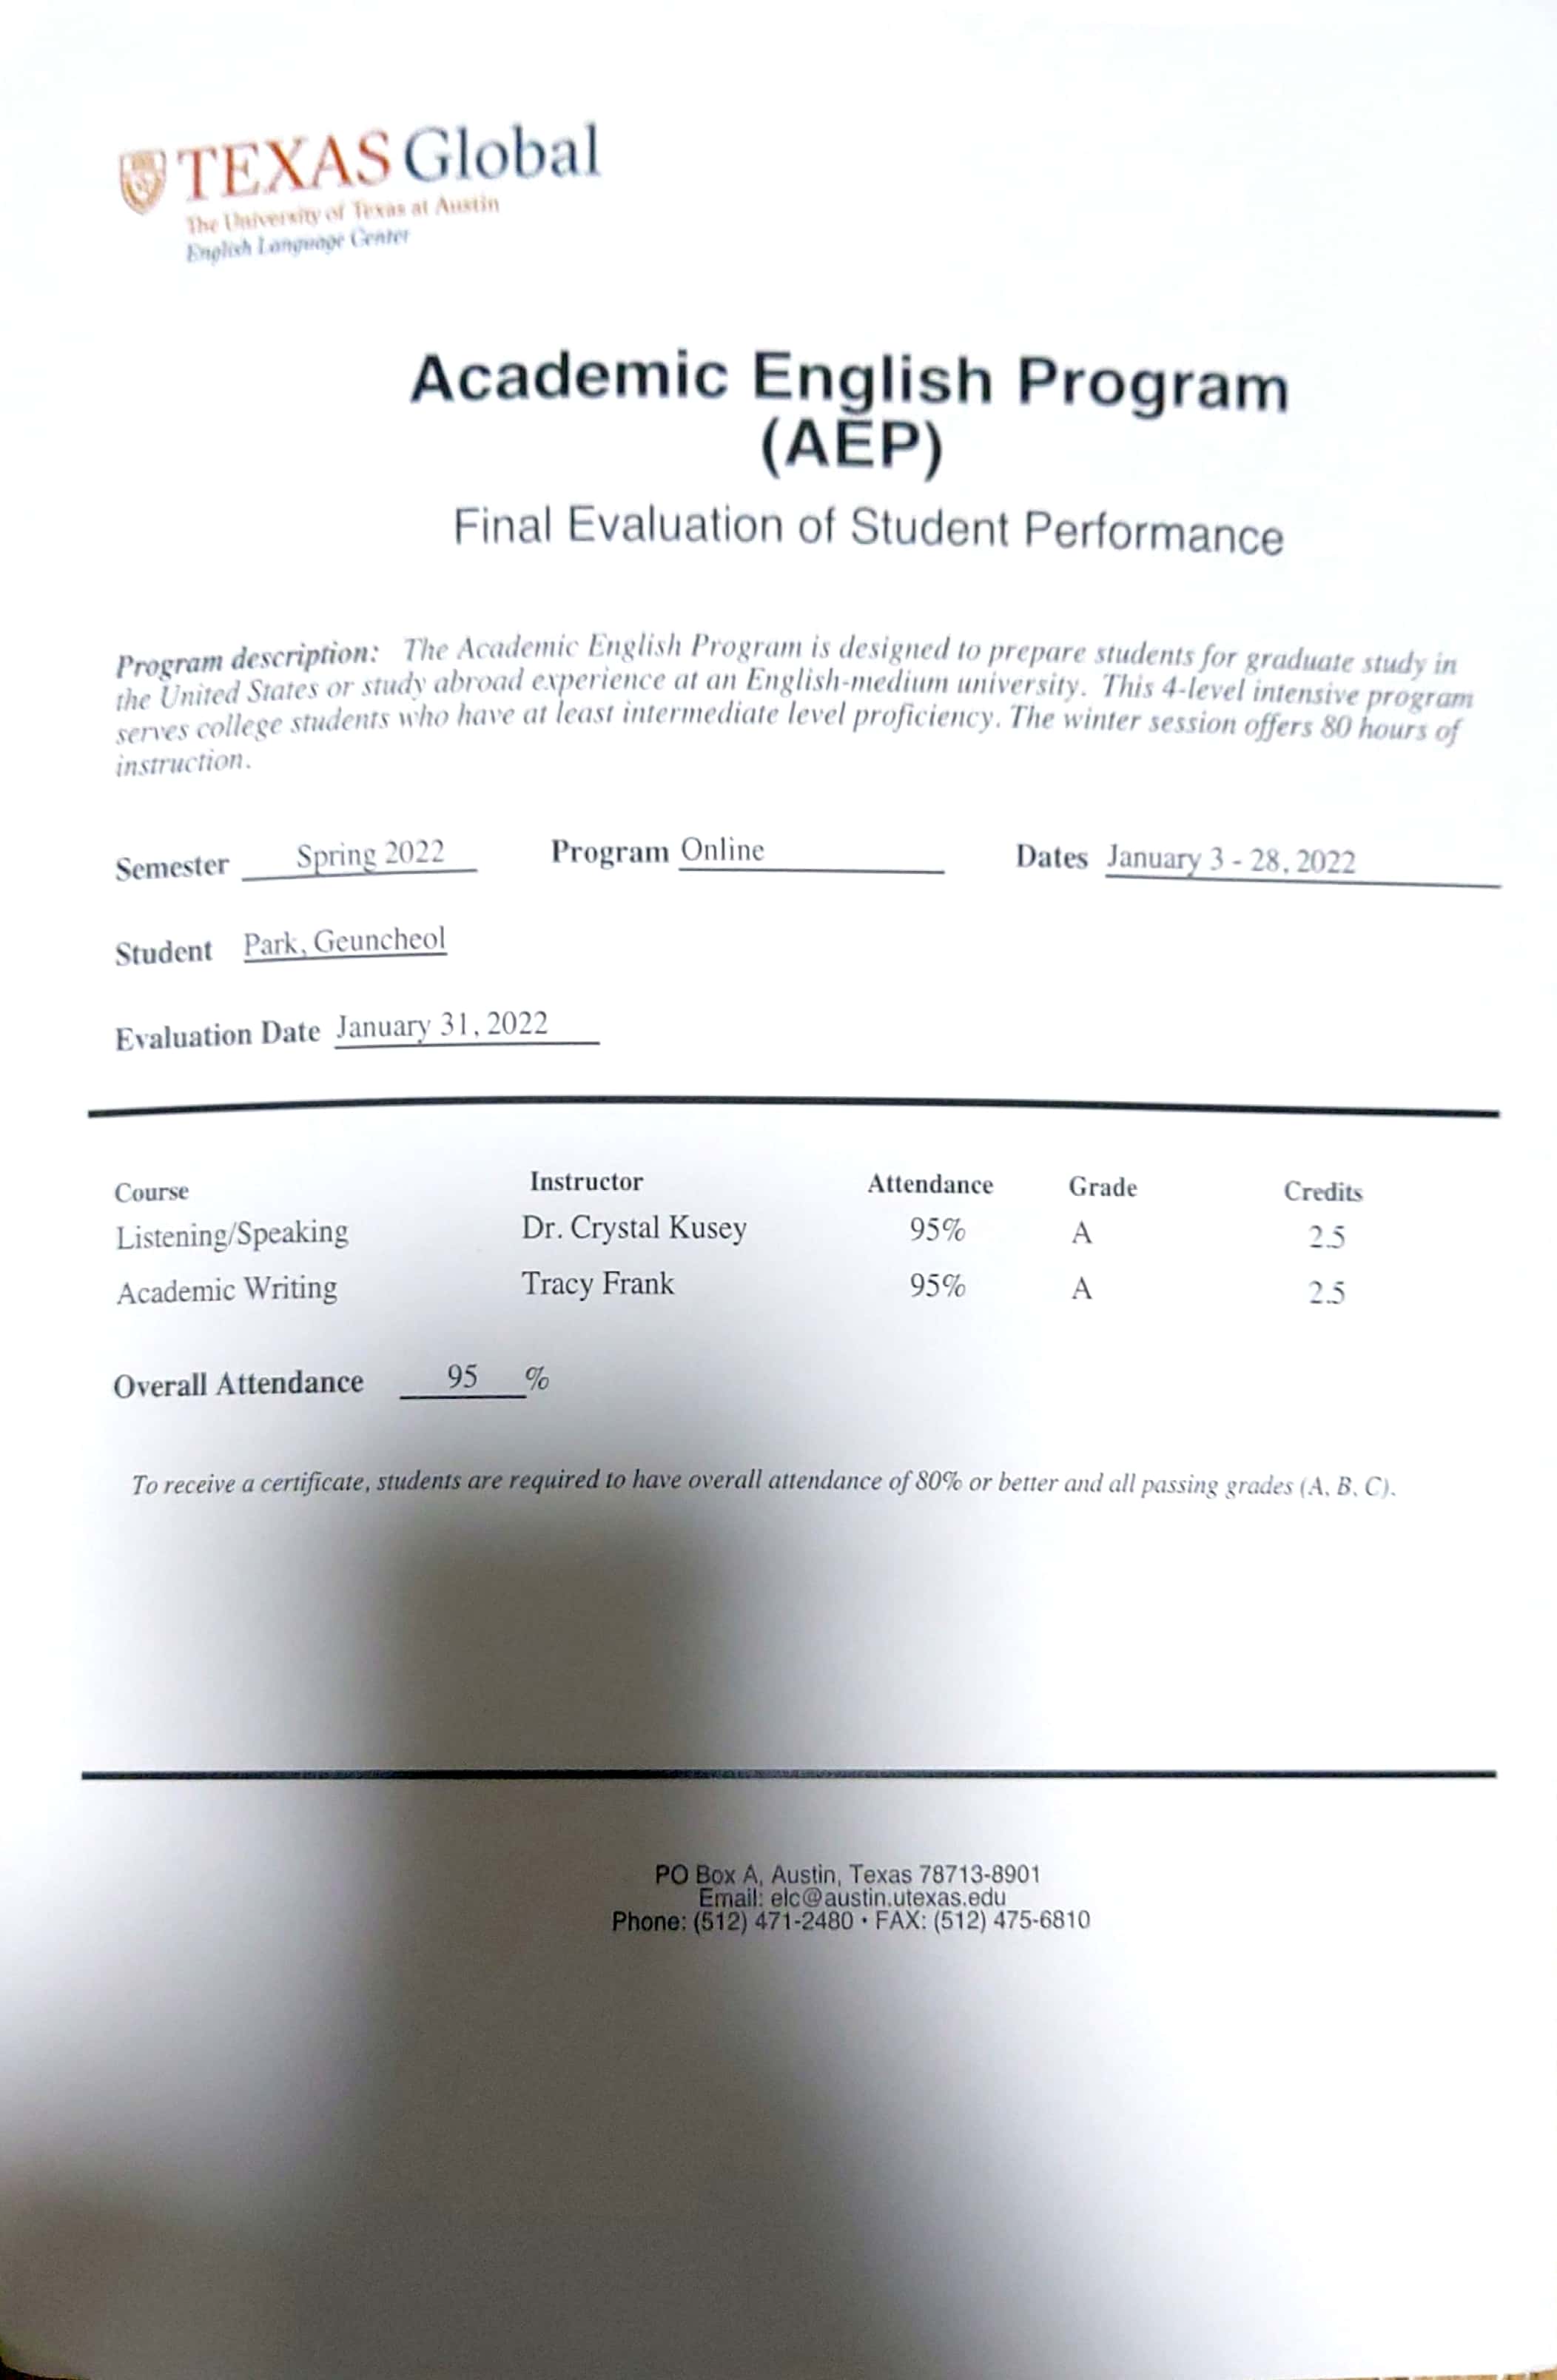 TEXAS Global
The University of Texas at Austin
English Language Center
Academic English Program
(AEP)
Final Evaluation of Student Performance
Program description: The Academic English Program is designed to prepare students for graduate study in
the United States or study abroad experience at an English-medium university. This 4-level intensive program
serves college students who have at least intermediate level proficiency. The winter session offers 80 hours of
instruction.
Semester Spring 2022 Program Online Dates January 3 - 28, 2022
Student Park, Geuncheol
Evaluation Date January 31, 2022
Course Instructor Attendance Grade Credits
Listening/Speaking Dr. Crystal Kusey 95% A 2.5
Academic Writing Tracy Frank 95% A 2.5
Overall Attendance 95 %
To receive a certificate, students are required to have overall attendance of 80% or better and all passing grades (A, B, C).
PO Box A, Austin, Texas 78713-8901
Email: elc@austin.utexas.edu
Phone: (512) 471-2480 • FAX: (512) 475-6810